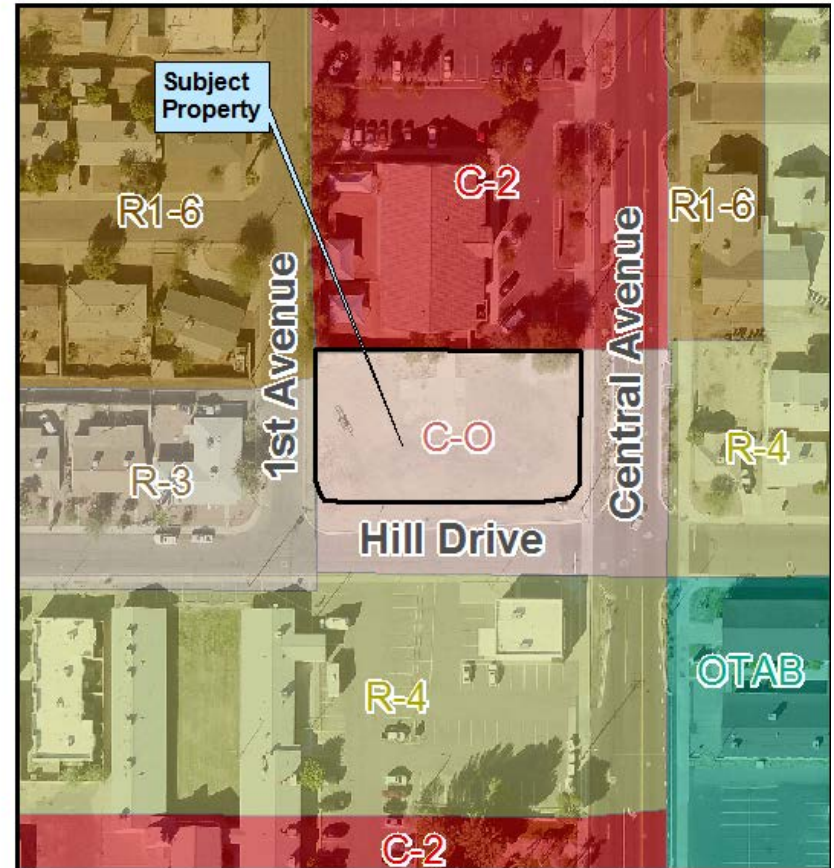 Subject
Property
C-2
R1-6
R1-6
1st Avenue
Central Avenue
C-O
R-4
R-3
Hill Drive
OTAB
R-4
C-2